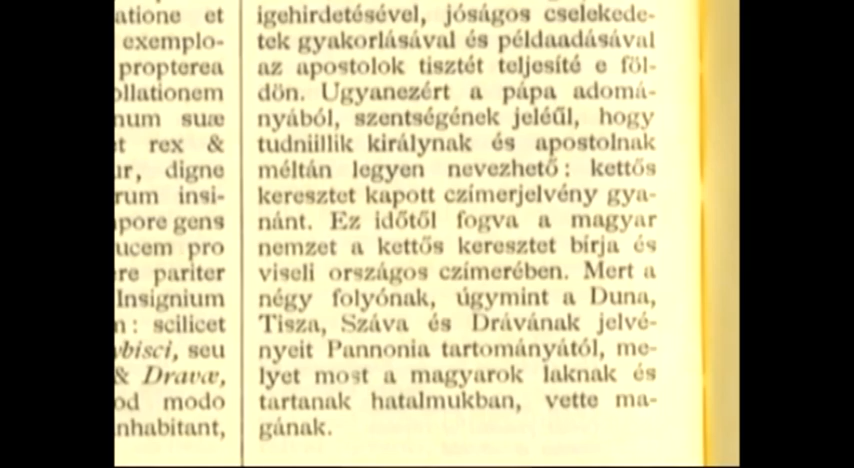 atione et
exemplo-
propterea
ollationem
num suæ
et rex &
ur, digne
rum insi-
pore gens
ucem pro
re pariter
Insignium
n: scilicet
ybisci, seu
& Dravæ,
od modo
nhabitant,
igehirdetésével, jóságos cselekede-
tek gyakorlásával és példaadásával
az apostolok tisztét teljesíté e föl-
dön. Ugyanezért a pápa adomá-
nyából, szentségének jeléűl, hogy
tudniillik királynak és apostolnak
méltán legyen nevezhető: kettős
keresztet kapott czímerjelvény gya-
nánt. Ez időtől fogva a magyar
nemzet a kettős keresztet bírja és
viseli országos czímerében. Mert a
négy folyónak, úgymint a Duna,
Tisza, Száva és Drávának jelvé-
nyeit Pannonia tartományától, me-
lyet most a magyarok laknak és
tartanak hatalmukban, vette ma-
gának.